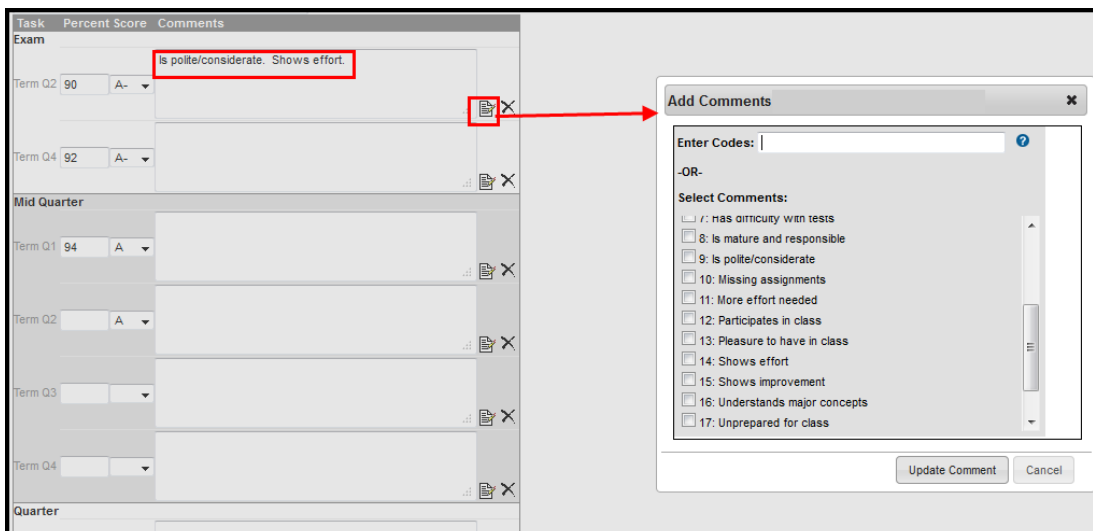 Task Percent Score Comments
Exam
Is polite/considerate. Shows effort.
Term Q2 90 A-
Term Q4 92 A-
Mid Quarter
Term Q1 94 A
Term Q2 A
Term Q3
Term Q4
Quarter
Add Comments
Enter Codes:
-OR-
Select Comments:
7: Has difficulty with tests
8: Is mature and responsible
9: Is polite/considerate
10: Missing assignments
11: More effort needed
12: Participates in class
13: Pleasure to have in class
14: Shows effort
15: Shows improvement
16: Understands major concepts
17: Unprepared for class
Update Comment Cancel